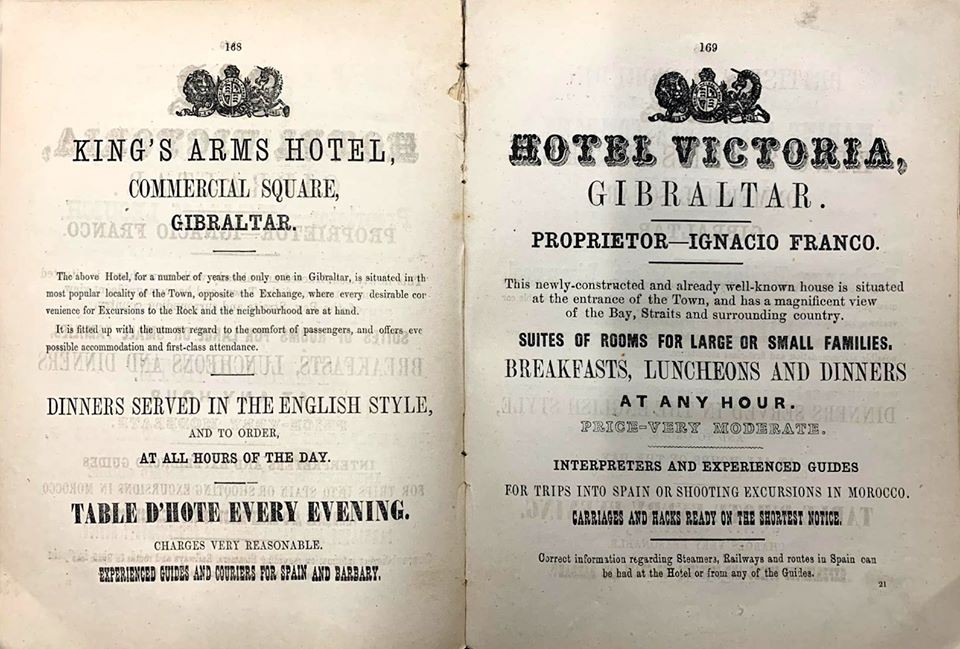 168
KING'S ARMS HOTEL,
COMMERCIAL SQUARE,
GIBRALTAR.
The above Hotel, for a number of years the only one in Gibraltar, is situated in th
most popular locality of the Town, opposite the Exchange, where every desirable cor
venience for Excursions to the Rock and the neighbourhood are at hand.
It is fitted up with the utmost regard to the comfort of passengers, and offers eve
possible accommodation and first-class attendance.
DINNERS SERVED IN THE ENGLISH STYLE,
AND TO ORDER,
AT ALL HOURS OF THE DAY.
TABLE D'HOTE EVERY EVENING.
CHARGES VERY REASONABLE.
EXPERIENCED GUIDES AND COURIERS FOR SPAIN AND BARBARY.
169
HOTEL VICTORIA,
GIBRALTAR.
PROPRIETOR—IGNACIO FRANCO.
This newly-constructed and already well-known house is situated
at the entrance of the Town, and has a magnificent view
of the Bay, Straits and surrounding country.
SUITES OF ROOMS FOR LARGE OR SMALL FAMILIES.
BREAKFASTS, LUNCHEONS AND DINNERS
AT ANY HOUR.
PRICE-VERY MODERATE.
INTERPRETERS AND EXPERIENCED GUIDES
FOR TRIPS INTO SPAIN OR SHOOTING EXCURSIONS IN MOROCCO.
CARRIAGES AND HACKS READY ON THE SHORTEST NOTICE.
Correct information regarding Steamers, Railways and routes in Spain can
be had at the Hotel or from any of the Guides.
21